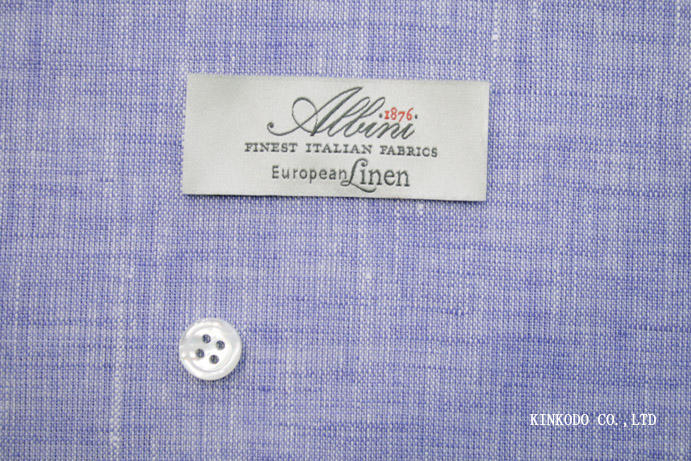 Albini
·1876·
FINEST ITALIAN FABRICS
European Linen
KINKODO CO.,LTD